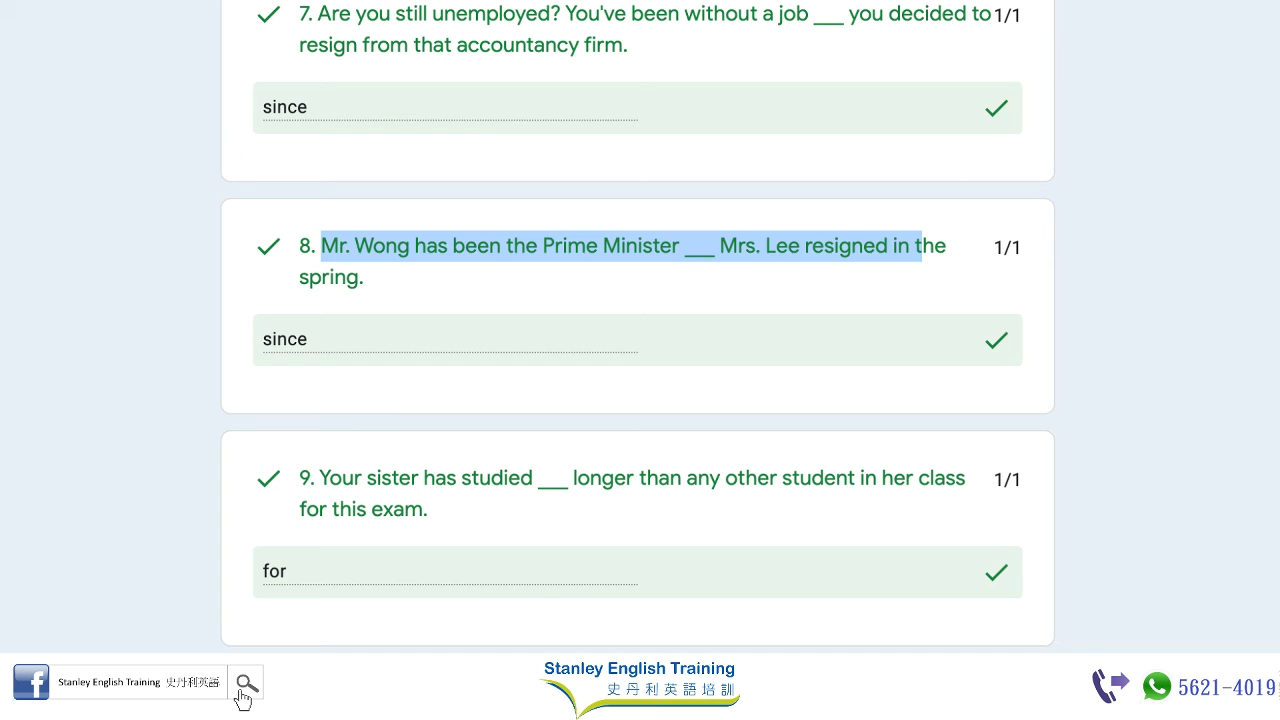 7. Are you still unemployed? You've been without a job ___ you decided to 1/1
resign from that accountancy firm.
since
8. Mr. Wong has been the Prime Minister ___ Mrs. Lee resigned in the 1/1
spring.
since
9. Your sister has studied ___ longer than any other student in her class 1/1
for this exam.
for
Stanley English Training 史丹利英語
Stanley English Training
史丹利英語培訓
5621-4019